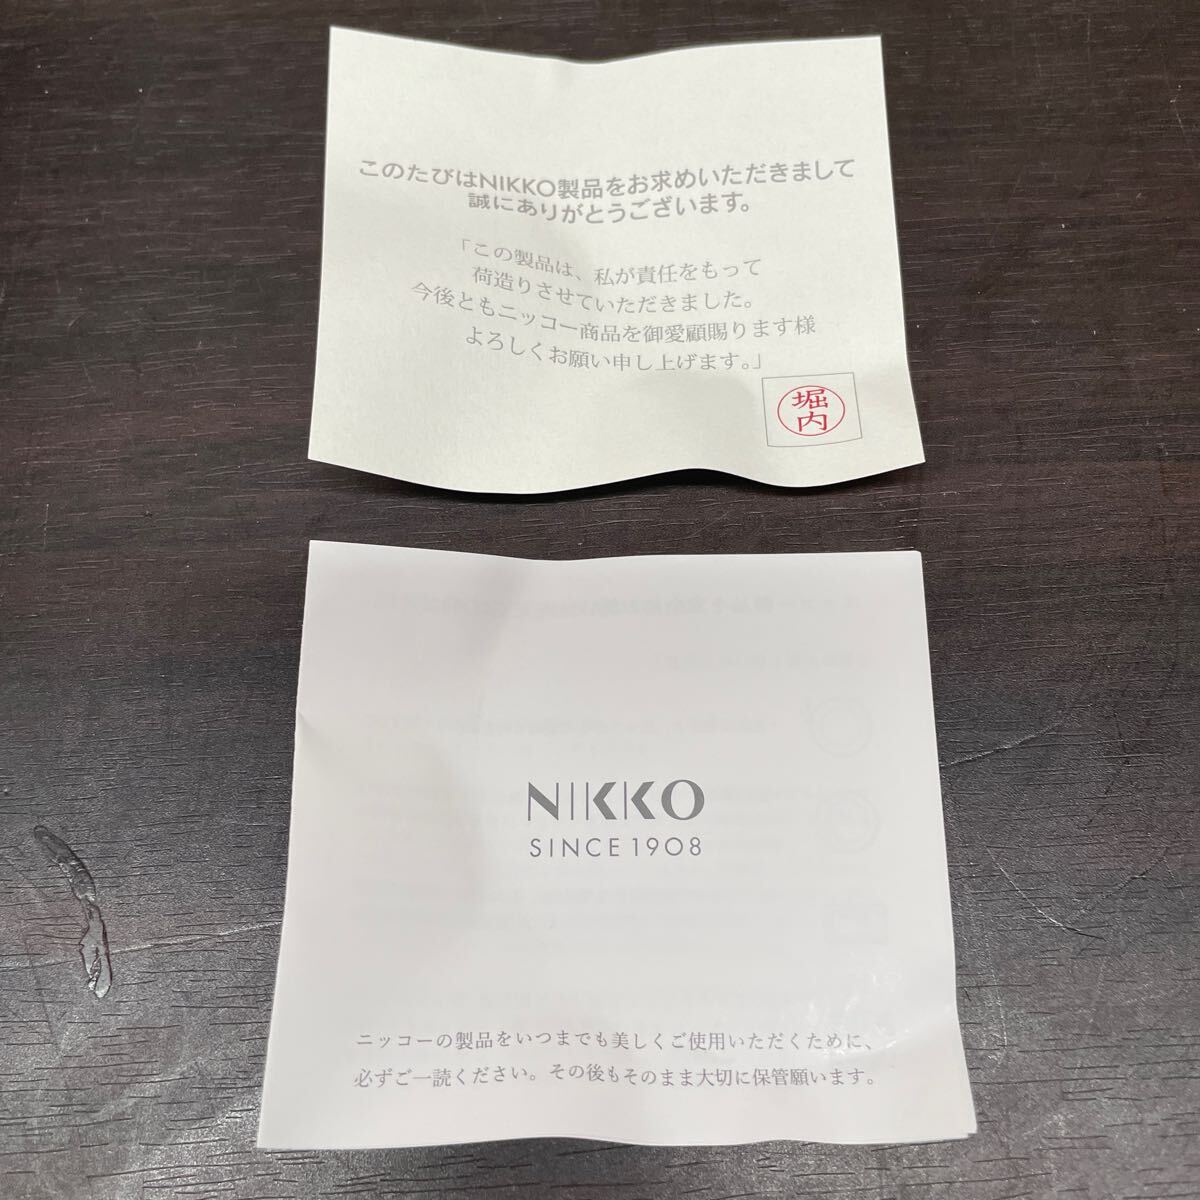 このたびはNIKKO製品をお求めいただきまして
誠にありがとうございます。
「この製品は、私が責任をもって
荷造りさせていただきました。
今後ともニッコー商品を御愛顧賜ります様
よろしくお願い申し上げます。」
堀内
NIKKO
SINCE 1908
ニッコーの製品をいつまでも美しくご使用いただくために、
必ずご一読ください。その後もそのまま大切に保管願います。